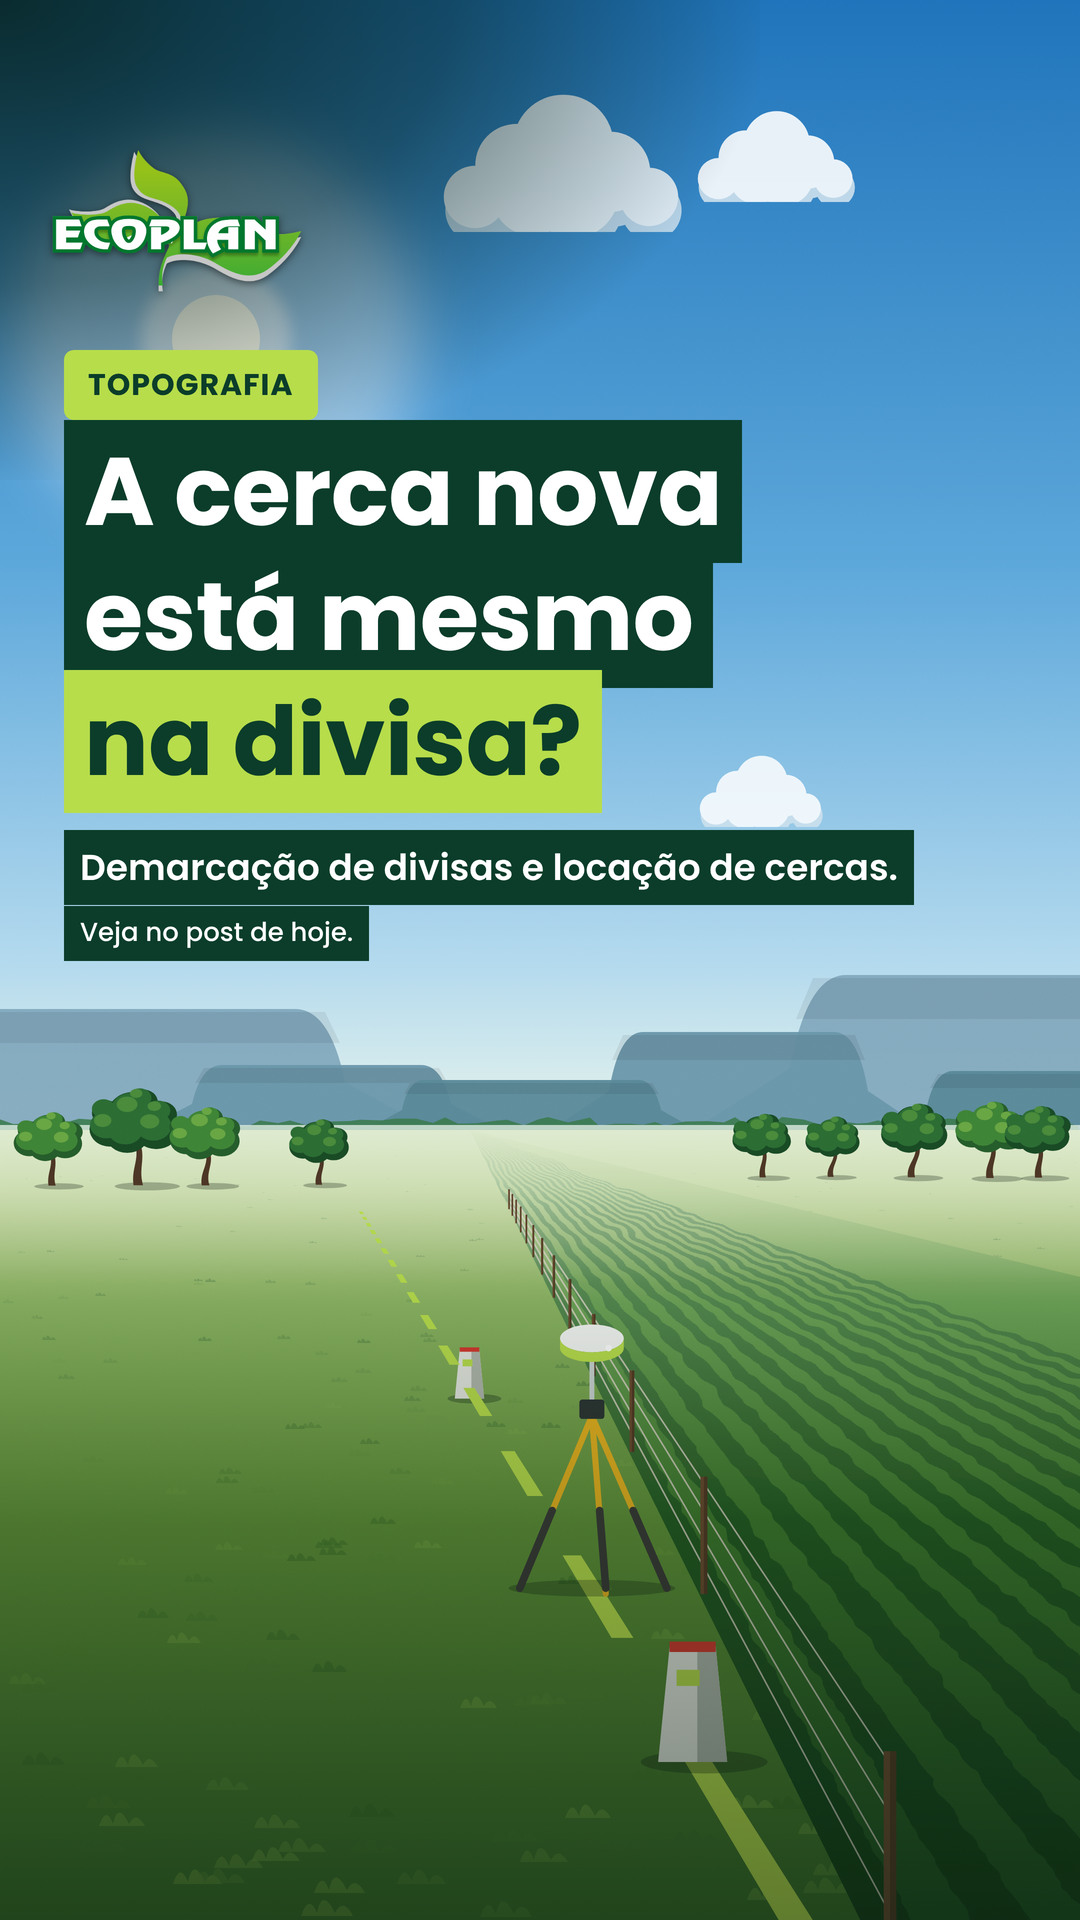 ECOPLAN
TOPOGRAFIA
A cerca nova
está mesmo
na divisa?
Demarcação de divisas e locação de cercas.
Veja no post de hoje.